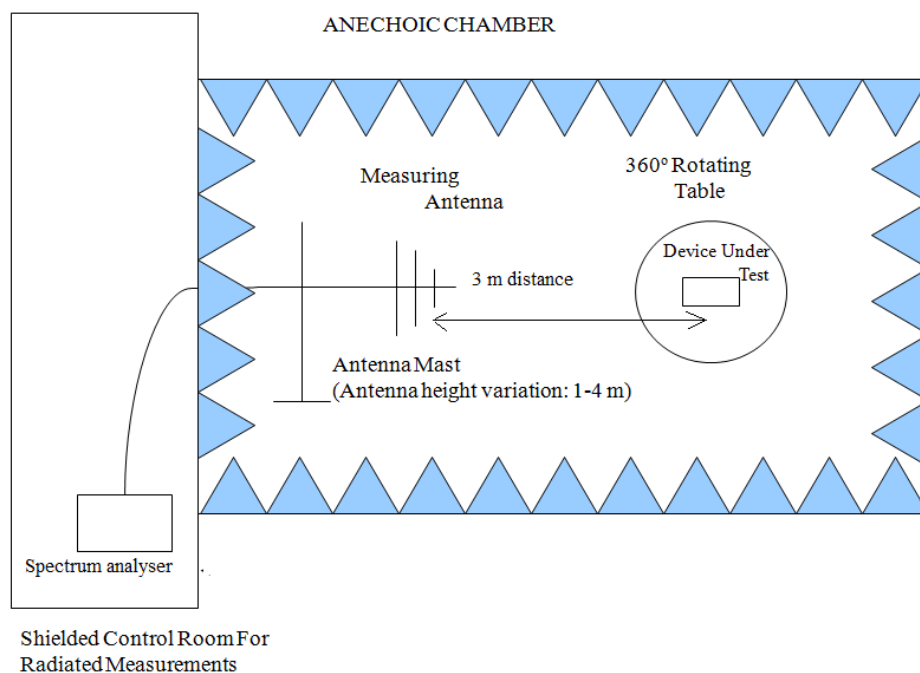 ANECHOIC CHAMBER
360º Rotating
Table
Measuring
Antenna
Device Under
Test
3 m distance
Antenna Mast
(Antenna height variation: 1-4 m)
Spectrum analyser
Shielded Control Room For
Radiated Measurements